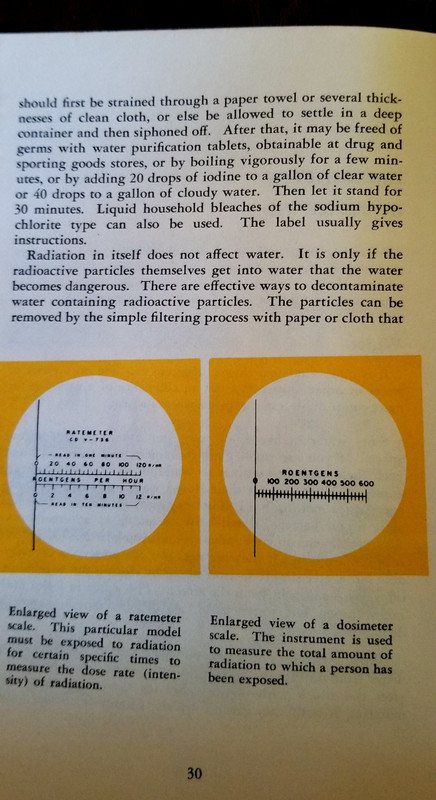 should first be strained through a paper towel or several thick-
nesses of clean cloth, or else be allowed to settle in a deep
container and then siphoned off. After that, it may be freed of
germs with water purification tablets, obtainable at drug and
sporting goods stores, or by boiling vigorously for a few min-
utes, or by adding 20 drops of iodine to a gallon of clear water
or 40 drops to a gallon of cloudy water. Then let it stand for
30 minutes. Liquid household bleaches of the sodium hypo-
chlorite type can also be used. The label usually gives
instructions.
Radiation in itself does not affect water. It is only if the
radioactive particles themselves get into water that the water
becomes dangerous. There are effective ways to decontaminate
water containing radioactive particles. The particles can be
removed by the simple filtering process with paper or cloth that
RATEMETER
CD V-736
READ IN ONE MINUTE
0 20 40 60 80 100 120 R/HR
ROENTGENS PER HOUR
0 2 4 6 8 10 12 R/HR
READ IN TEN MINUTES
ROENTGENS
100 200 300 400 500 600
Enlarged view of a ratemeter
scale. This particular model
must be exposed to radiation
for certain specific times to
measure the dose rate (inten-
sity) of radiation.
Enlarged view of a dosimeter
scale. The instrument is used
to measure the total amount of
radiation to which a person has
been exposed.
30